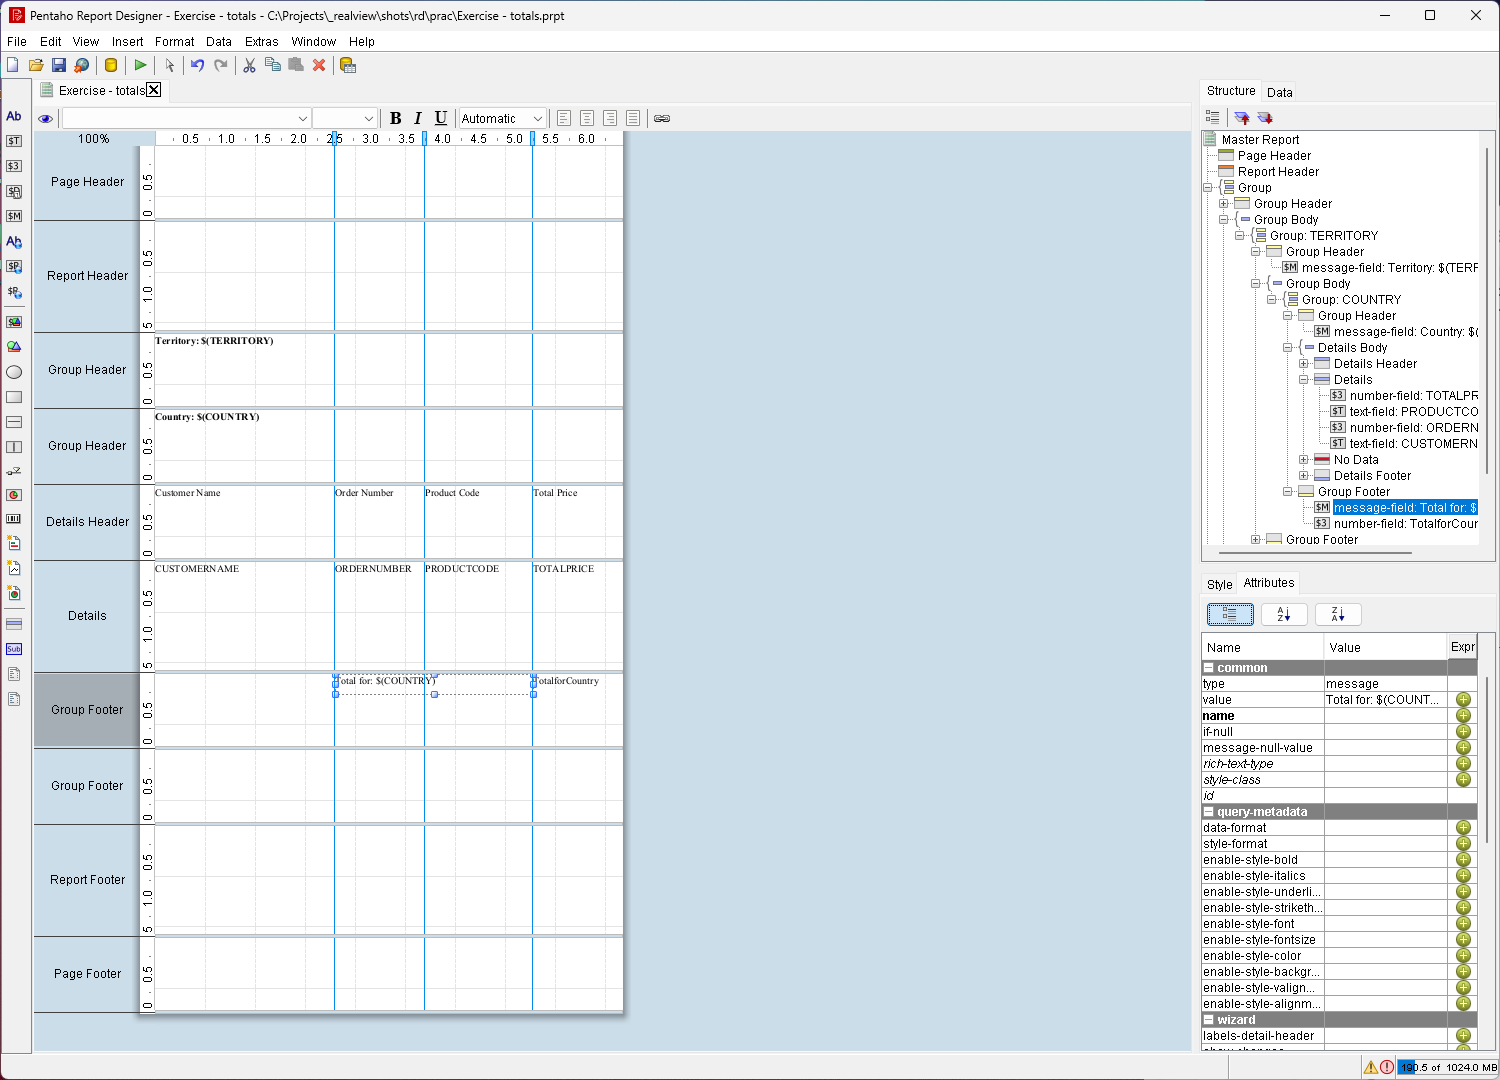 Pentaho Report Designer - Exercise - totals - C:\Projects\_realview\shots\rd\prac\Exercise - totals.prpt
File Edit View Insert Format Data Extras Window Help
Exercise - totals
Structure Data
B I U Automatic
100% 0.5 1.0 1.5 2.0 2.5 3.0 3.5 4.0 4.5 5.0 5.5 6.0
Page Header
Report Header
Group Header
Territory: $(TERRITORY)
Group Header
Country: $(COUNTRY)
Details Header
Customer Name Order Number Product Code Total Price
Details
CUSTOMERNAME ORDERNUMBER PRODUCTCODE TOTALPRICE
Group Footer
Total for: $(COUNTRY) TotalforCountry
Group Footer
Report Footer
Page Footer
Master Report
Page Header
Report Header
Group
Group Header
Group Body
Group: TERRITORY
Group Header
message-field: Territory: $(TERF
Group Body
Group: COUNTRY
Group Header
message-field: Country: $(
Details Body
Details Header
Details
number-field: TOTALPR
text-field: PRODUCTCO
number-field: ORDERN
text-field: CUSTOMERN
No Data
Details Footer
Group Footer
message-field: Total for: $
number-field: TotalforCour
Group Footer
Style Attributes
Name Value Expr
common
type message
value Total for: $(COUNT...
name
if-null
message-null-value
rich-text-type
style-class
id
query-metadata
data-format
style-format
enable-style-bold
enable-style-italics
enable-style-underli...
enable-style-striketh...
enable-style-font
enable-style-fontsize
enable-style-color
enable-style-backgr...
enable-style-valign...
enable-style-alignm...
wizard
labels-detail-header
190.5 of 1024.0 MB